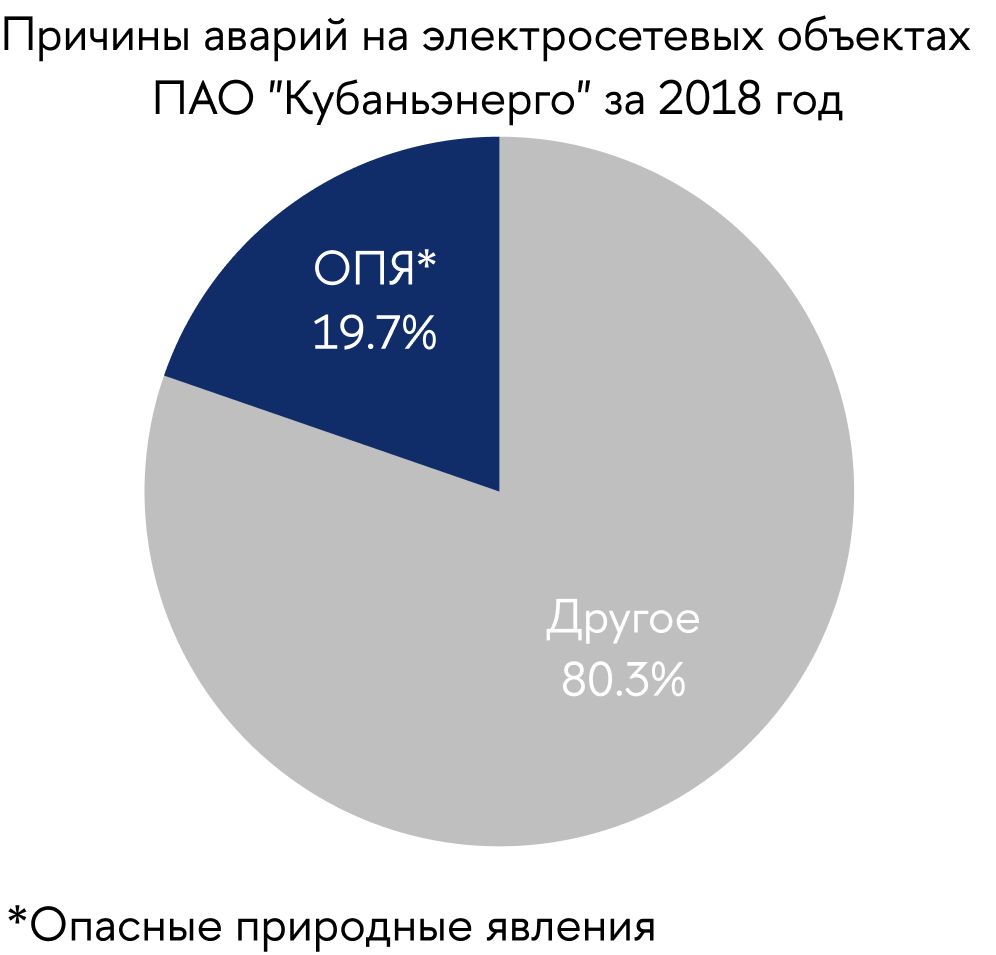 Причины аварий на электросетевых объектах
ПАО "Кубаньэнерго" за 2018 год
ОПЯ*
19.7%
Другое
80.3%
*Опасные природные явления